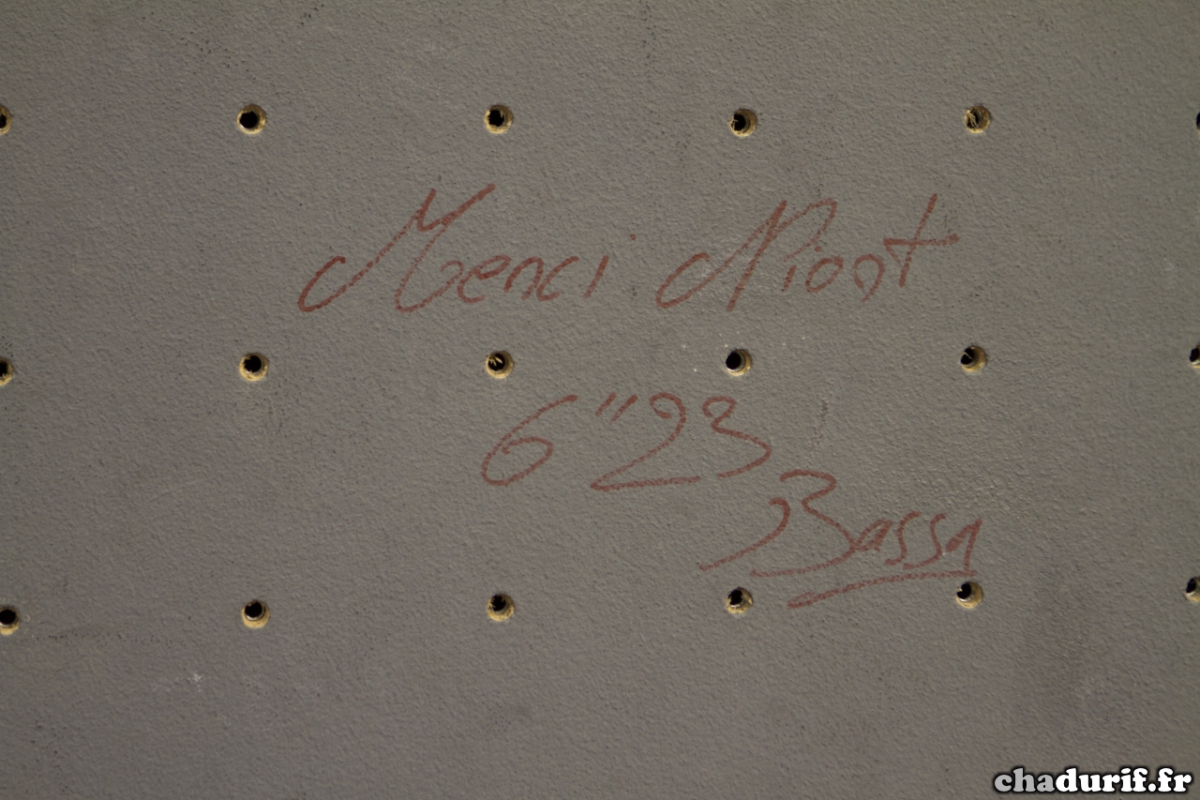 Merci Niort
6"23
Bassa
chadurif.fr